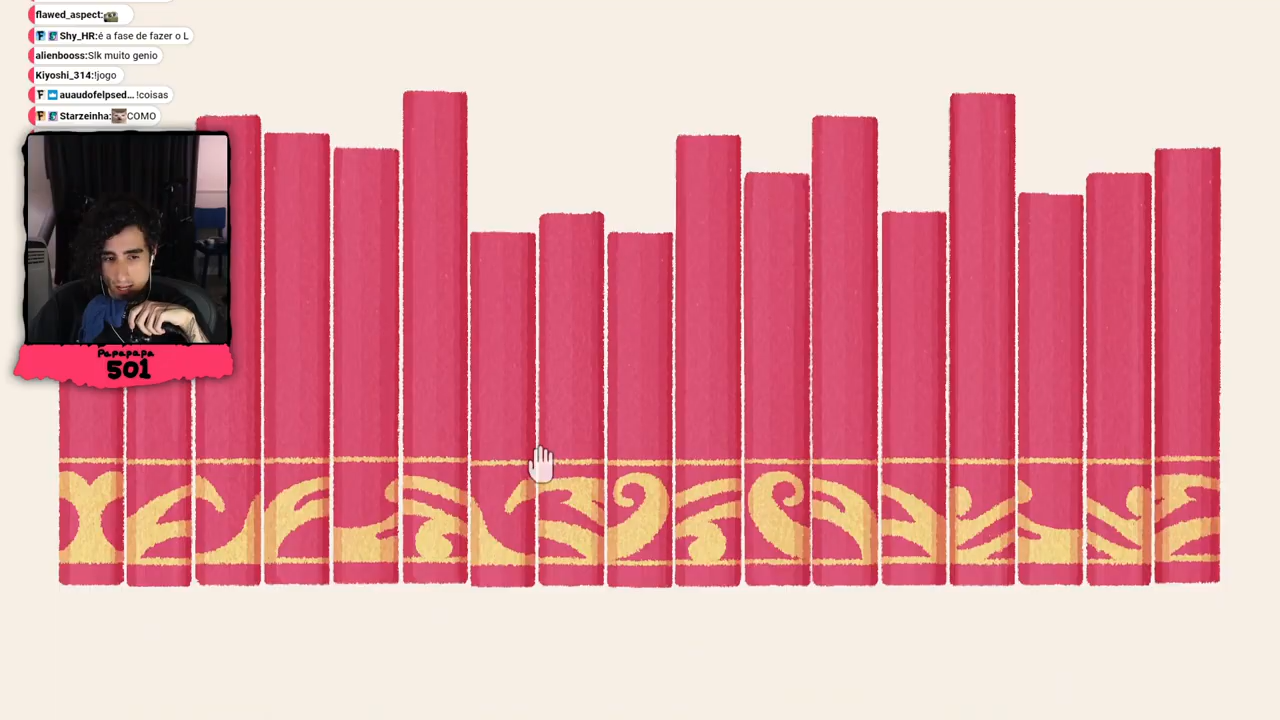 flawed_aspect:
Shy_HR:é a fase de fazer o L
alienbooss:Slk muito genio
Kiyoshi_314:!jogo
auaudofelpsed... !coisas
Starzeinha: COMO
Papapapa
501